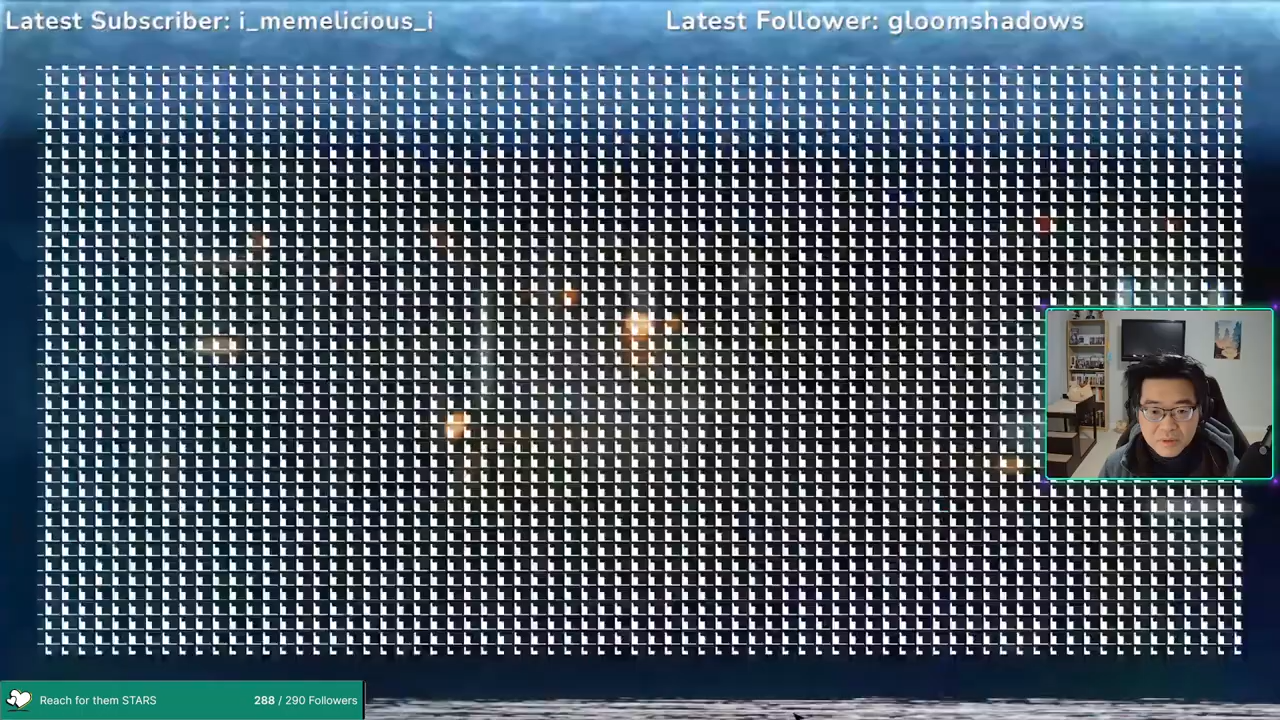 Latest Subscriber: i_memelicious_i
Latest Follower: gloomshadows
Reach for them STARS
288 / 290 Followers